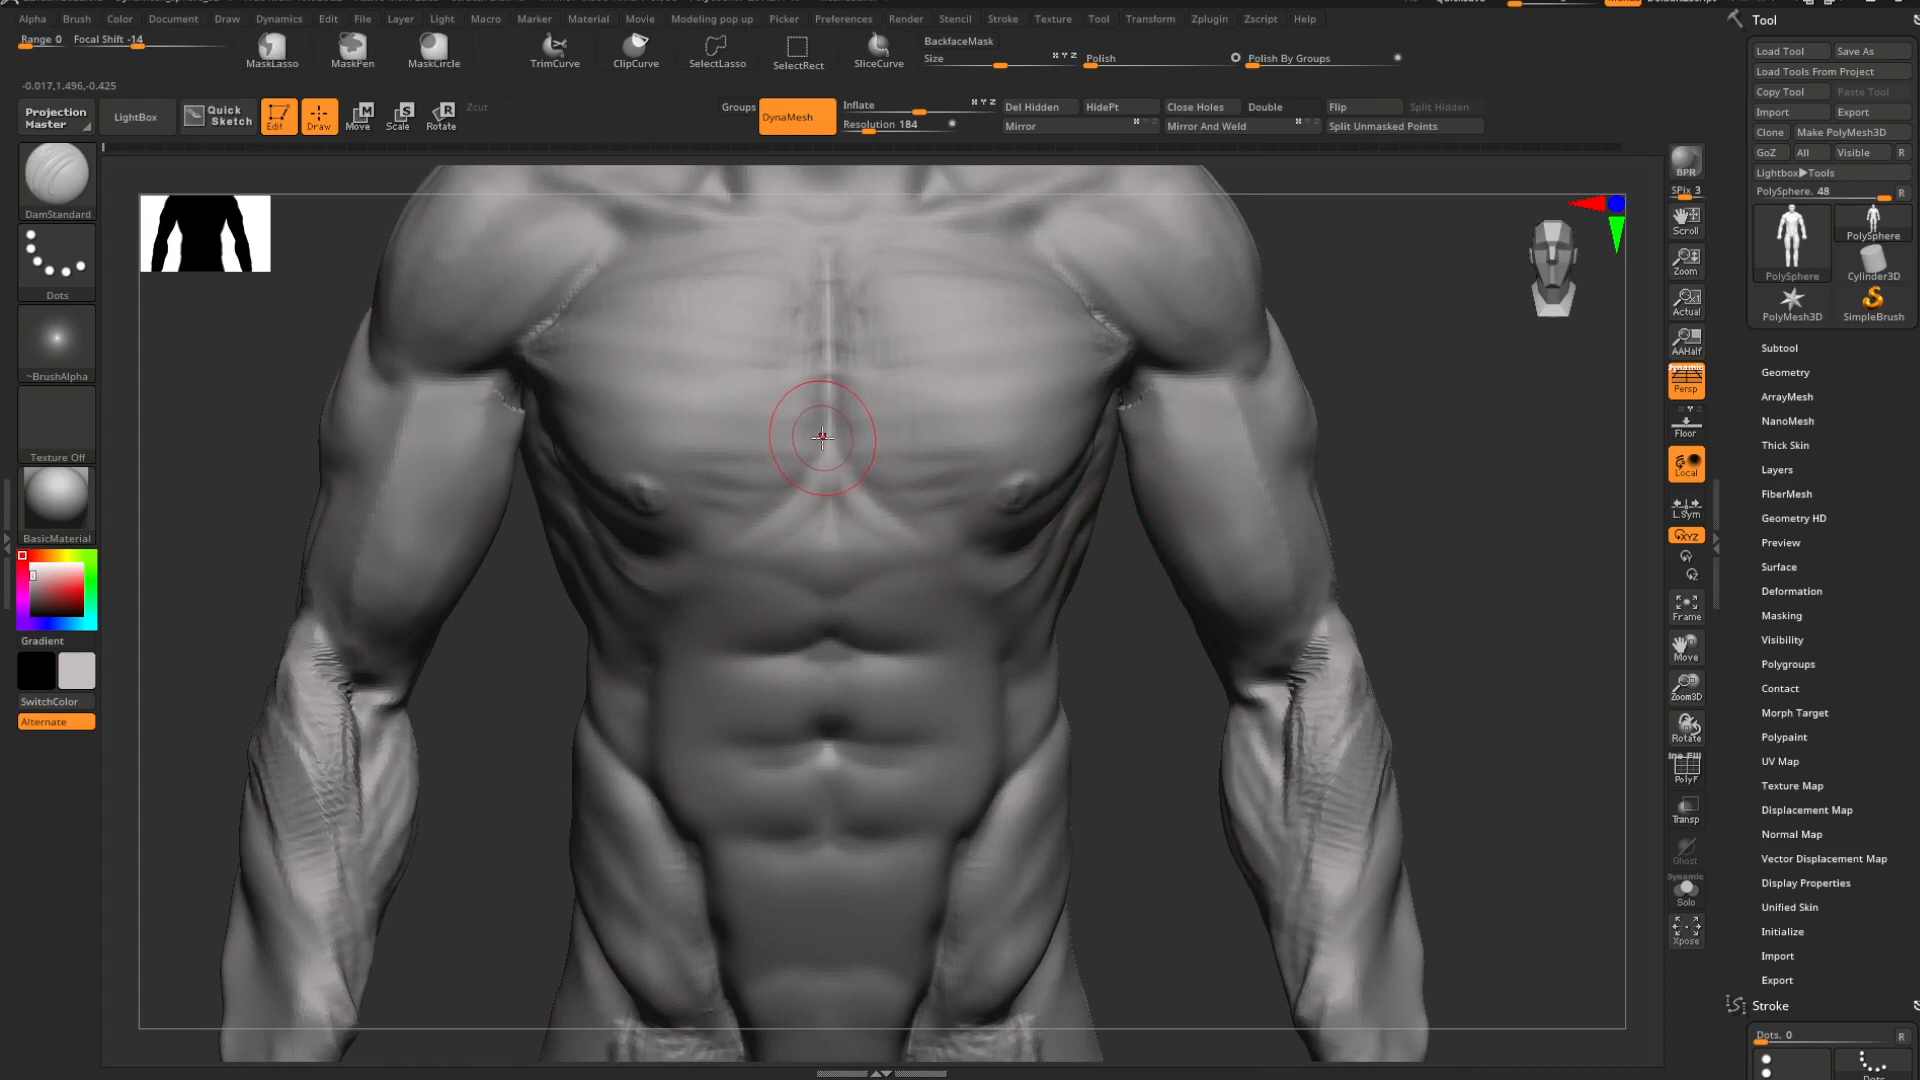 Alpha Brush Color Document Draw Dynamics Edit File Layer Light Macro Marker Material Movie Modeling pop up Picker Preferences Render Stencil Stroke Texture Tool Transform Zplugin Zscript Help
Range 0 Focal Shift -14
MaskLasso MaskPen MaskCircle TrimCurve ClipCurve SelectLasso SelectRect SliceCurve
BackfaceMask
Size X Y Z Polish Polish By Groups
-0.017,1.496,-0.425
Projection
Master
LightBox
Quick
Sketch
Edit Draw Move Scale Rotate
Zcut
Groups
DynaMesh
Inflate X Y Z
Resolution 184
Del Hidden HidePt Close Holes Double Flip Split Hidden
Mirror Mirror And Weld Split Unmasked Points
DamStandard
Dots
~BrushAlpha
Texture Off
BasicMaterial
Gradient
SwitchColor
Alternate
BPR
SPix 3
Scroll
Zoom
Actual
AAHalf
Dynamic
Persp
Floor
Local
L.Sym
XYZ
Y
Z
Frame
Move
Zoom3D
Rotate
Line Fill
PolyF
Transp
Ghost
Dynamic
Solo
Xpose
Tool
Load Tool Save As
Load Tools From Project
Copy Tool Paste Tool
Import Export
Clone Make PolyMesh3D
GoZ All Visible R
Lightbox▶Tools
PolySphere. 48 R
PolySphere PolySphere
Cylinder3D
PolyMesh3D SimpleBrush
Subtool
Geometry
ArrayMesh
NanoMesh
Thick Skin
Layers
FiberMesh
Geometry HD
Preview
Surface
Deformation
Masking
Visibility
Polygroups
Contact
Morph Target
Polypaint
UV Map
Texture Map
Displacement Map
Normal Map
Vector Displacement Map
Display Properties
Unified Skin
Initialize
Import
Export
Stroke
Dots. 0 R